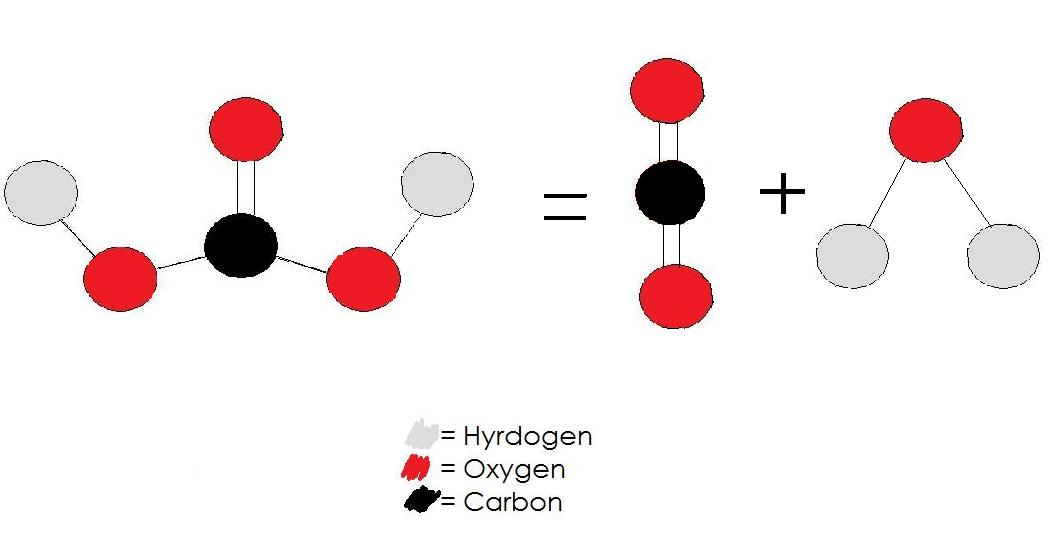 = +
= Hyrdogen
= Oxygen
= Carbon